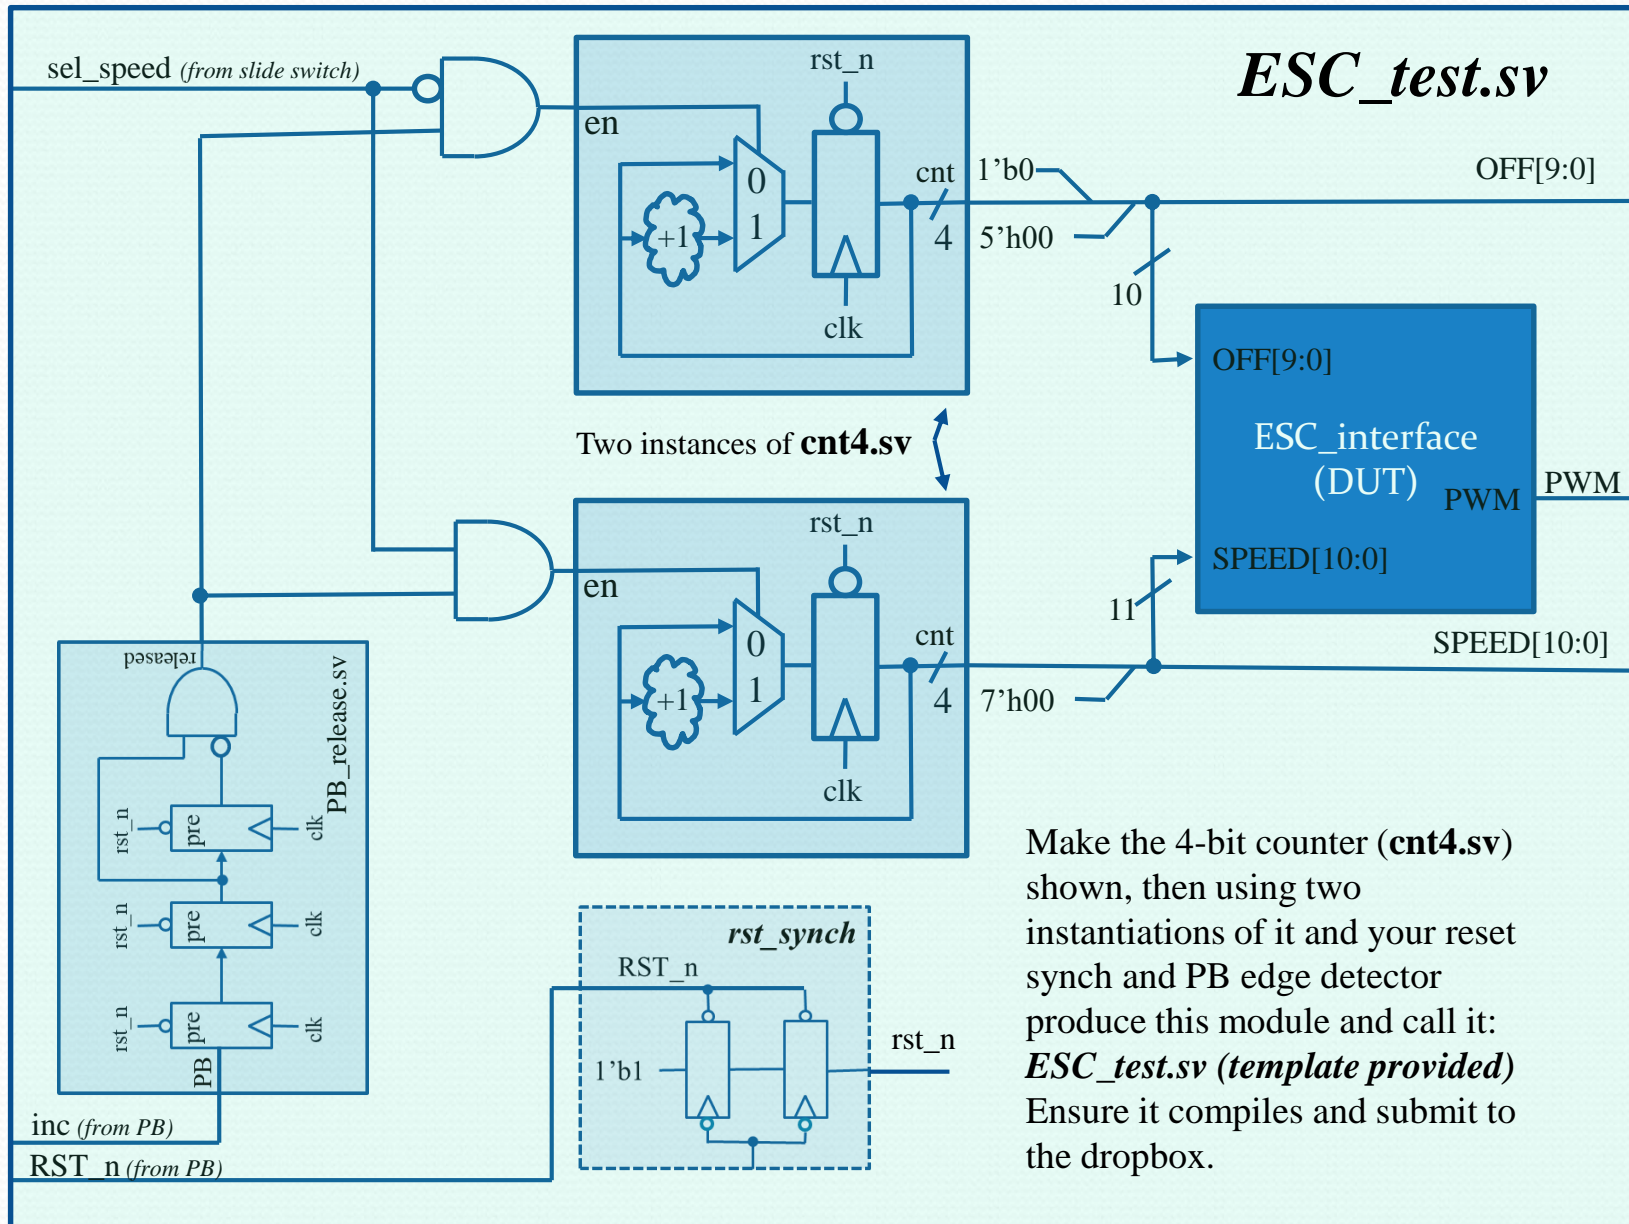 ESC_test.sv
sel_speed (from slide switch)
rst_n
en
0
1
+1
cnt
4
clk
1’b0
5’h00
OFF[9:0]
10
OFF[9:0]
ESC_interface
(DUT)
PWM
PWM
SPEED[10:0]
11
SPEED[10:0]
Two instances of cnt4.sv
rst_n
en
0
1
+1
cnt
4
clk
7’h00
released
PB_release.sv
rst_n
pre
clk
rst_n
pre
clk
rst_n
pre
clk
PB
inc (from PB)
RST_n (from PB)
rst_synch
RST_n
1’b1
rst_n
Make the 4-bit counter (cnt4.sv)
shown, then using two
instantiations of it and your reset
synch and PB edge detector
produce this module and call it:
ESC_test.sv (template provided)
Ensure it compiles and submit to
the dropbox.